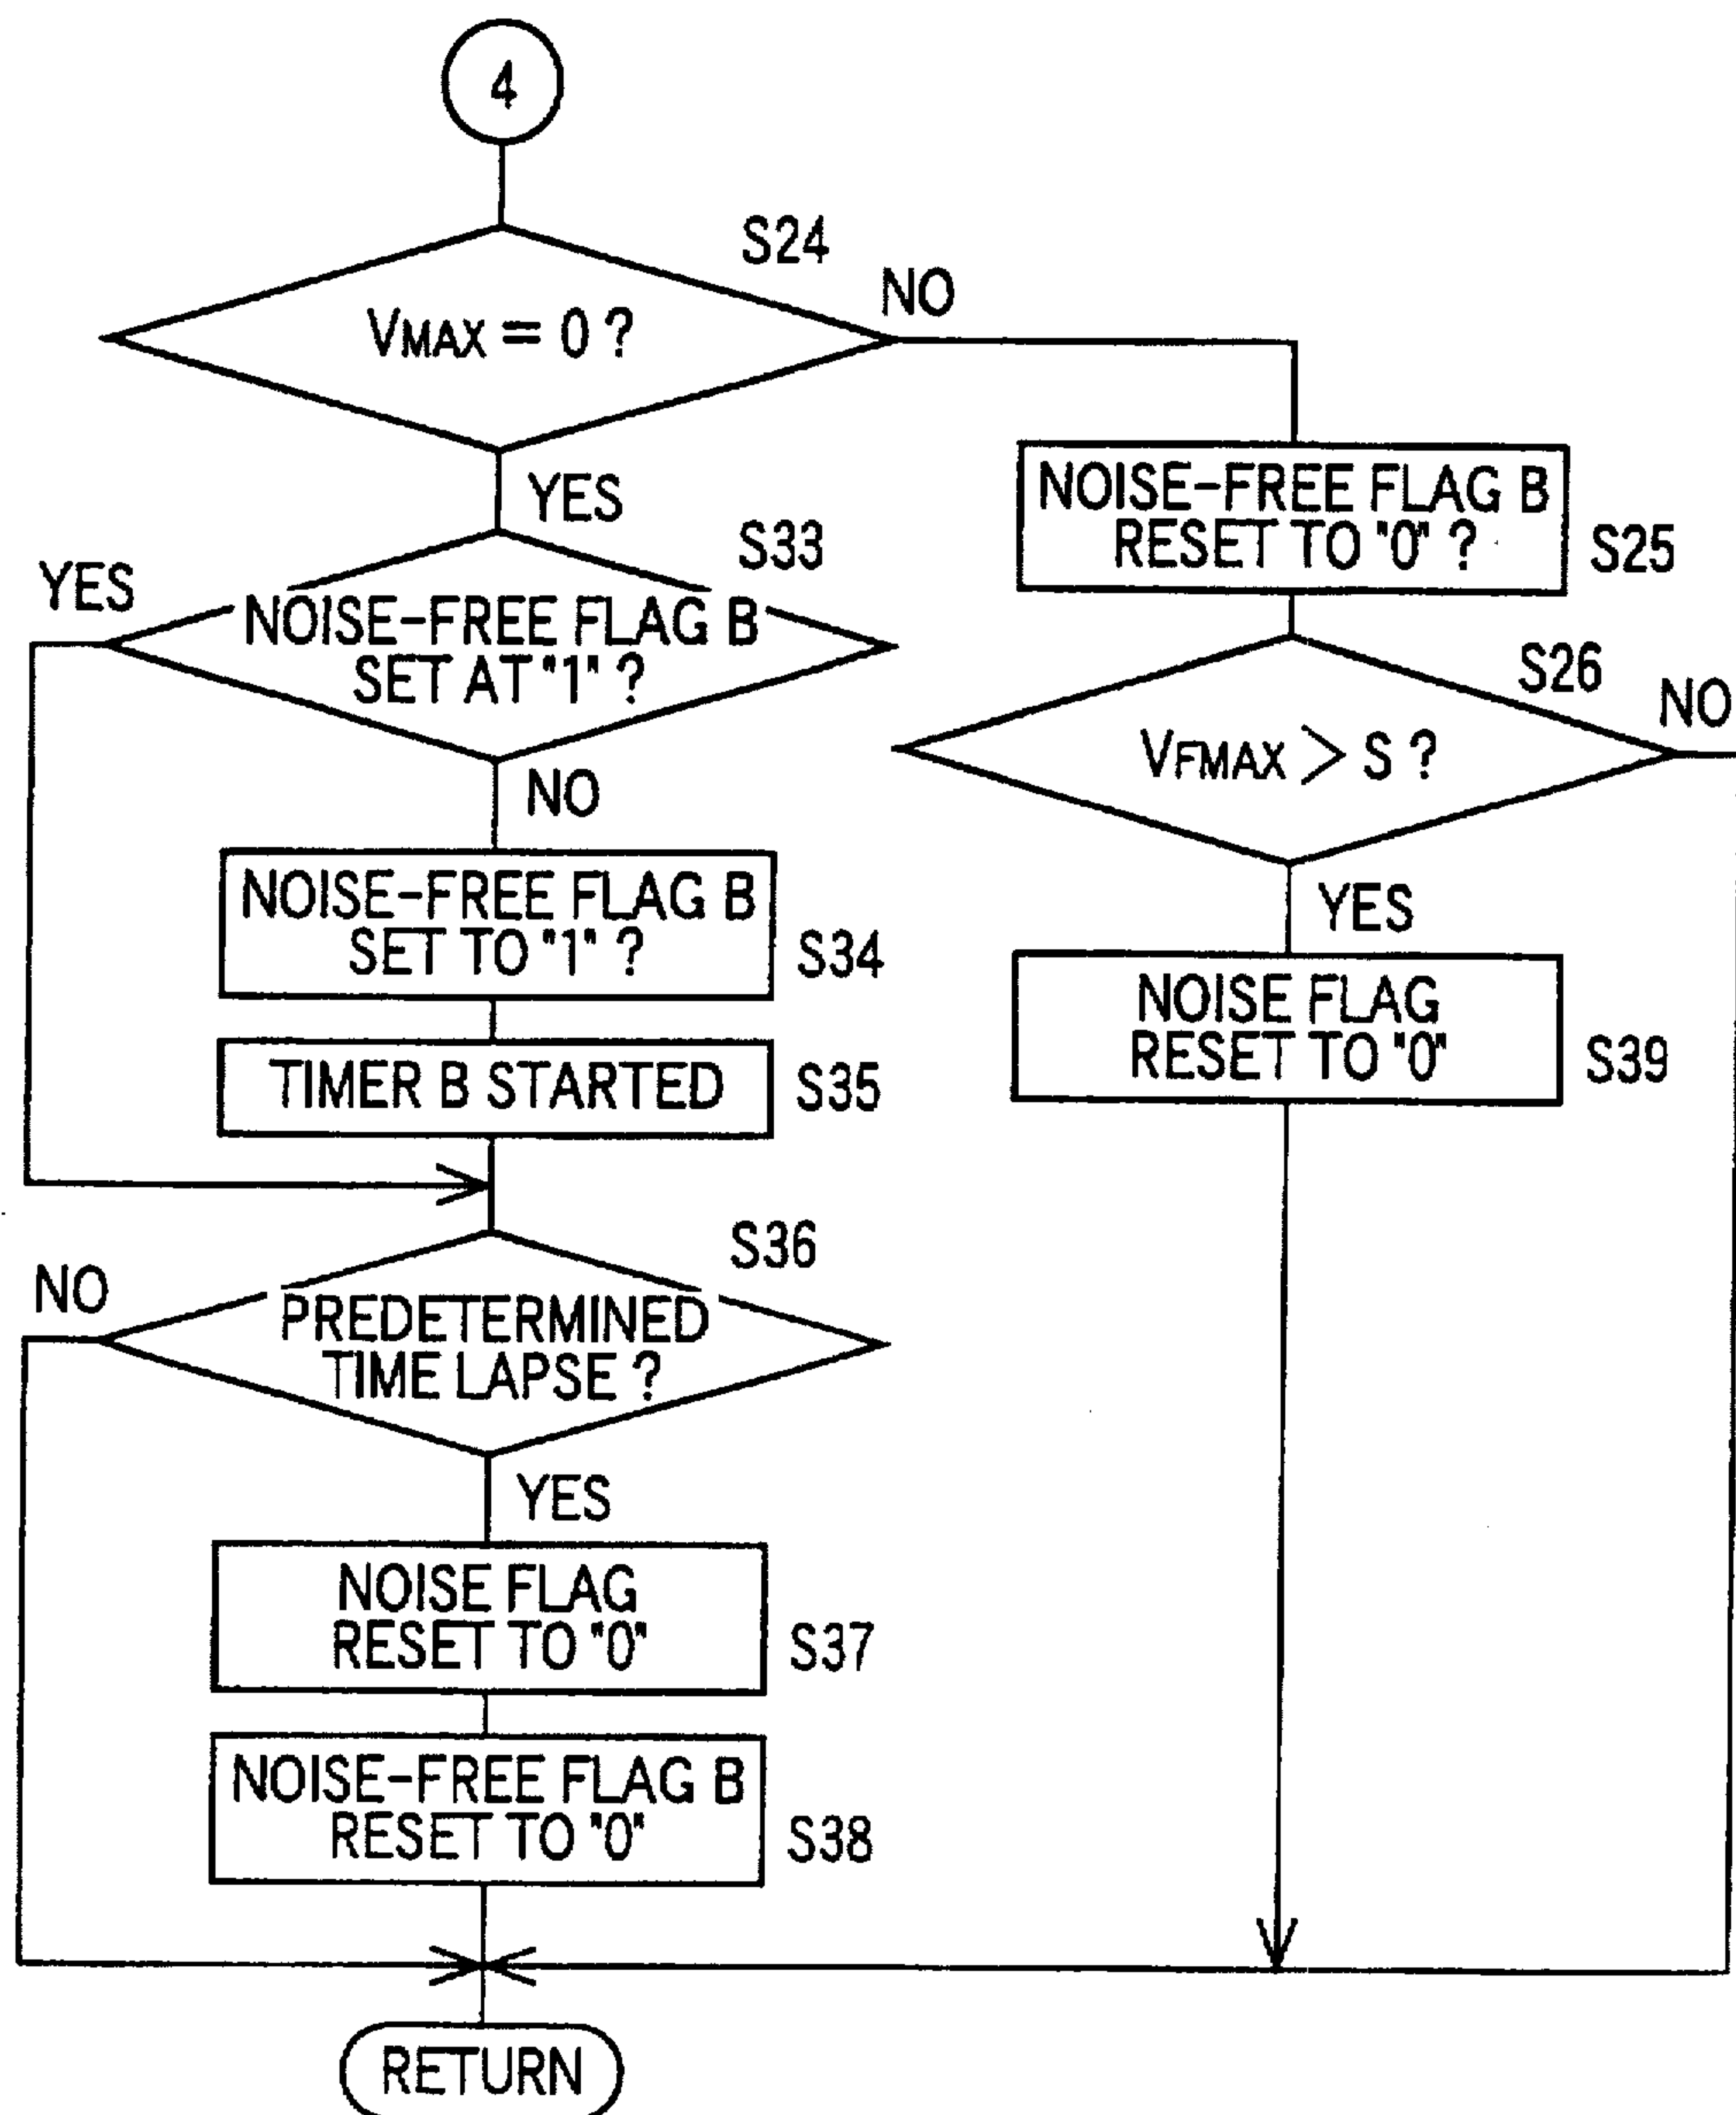 4
S24
VMAX = 0 ?
NO
YES
S33
YES
NOISE-FREE FLAG B
SET AT "1" ?
NO
NOISE-FREE FLAG B
SET TO "1" ?
S34
TIMER B STARTED
S35
S36
NO
PREDETERMINED
TIME LAPSE ?
YES
NOISE FLAG
RESET TO "0"
S37
NOISE-FREE FLAG B
RESET TO "0"
S38
RETURN
NOISE-FREE FLAG B
RESET TO "0" ?
S25
S26
NO
VFMAX > S ?
YES
NOISE FLAG
RESET TO "0"
S39